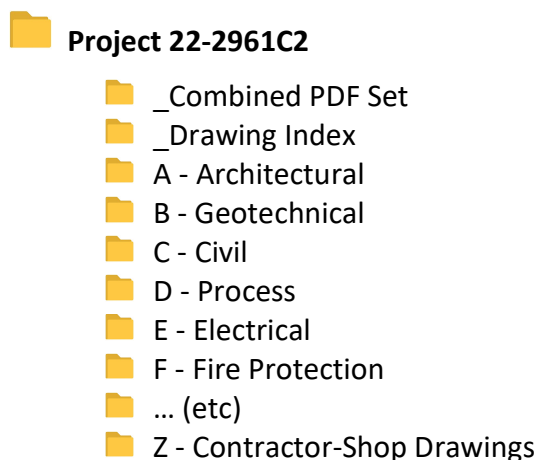 Project 22-2961C2
_Combined PDF Set
_Drawing Index
A - Architectural
B - Geotechnical
C - Civil
D - Process
E - Electrical
F - Fire Protection
... (etc)
Z - Contractor-Shop Drawings